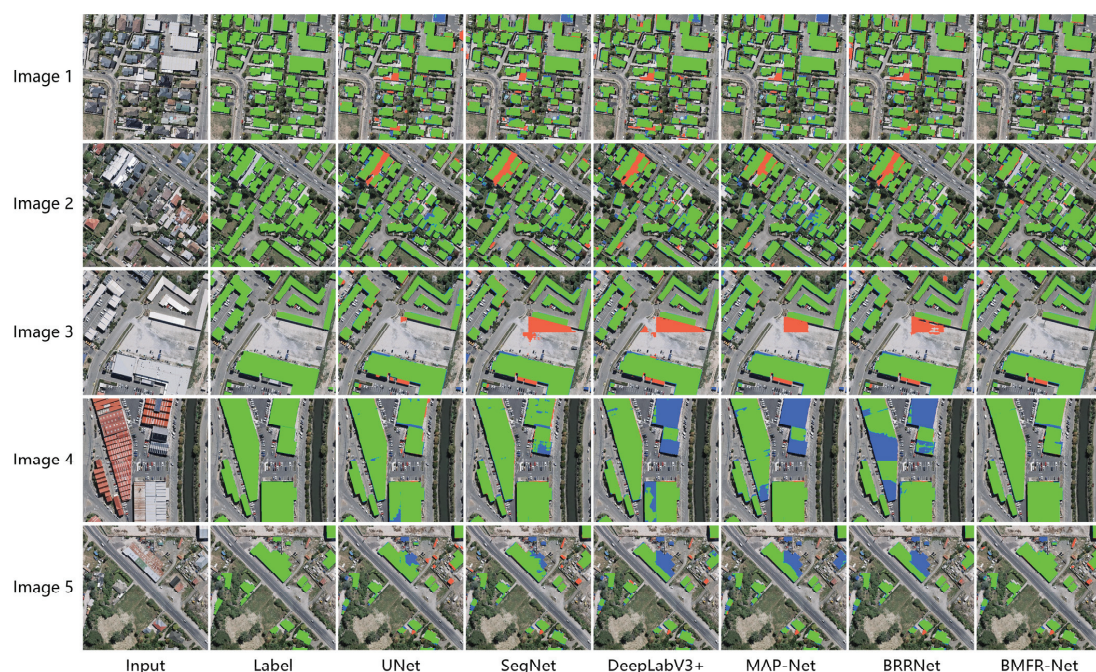 Image 1
Image 2
Image 3
Image 4
Image 5
Input Label UNet SegNet DeepLabV3+ MAP-Net BRRNet BMFR-Net